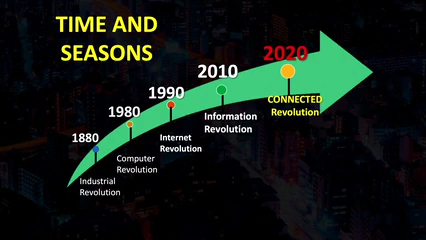 TIME AND
SEASONS
1880
Industrial
Revolution
1980
Computer
Revolution
1990
Internet
Revolution
2010
Information
Revolution
2020
CONNECTED
Revolution